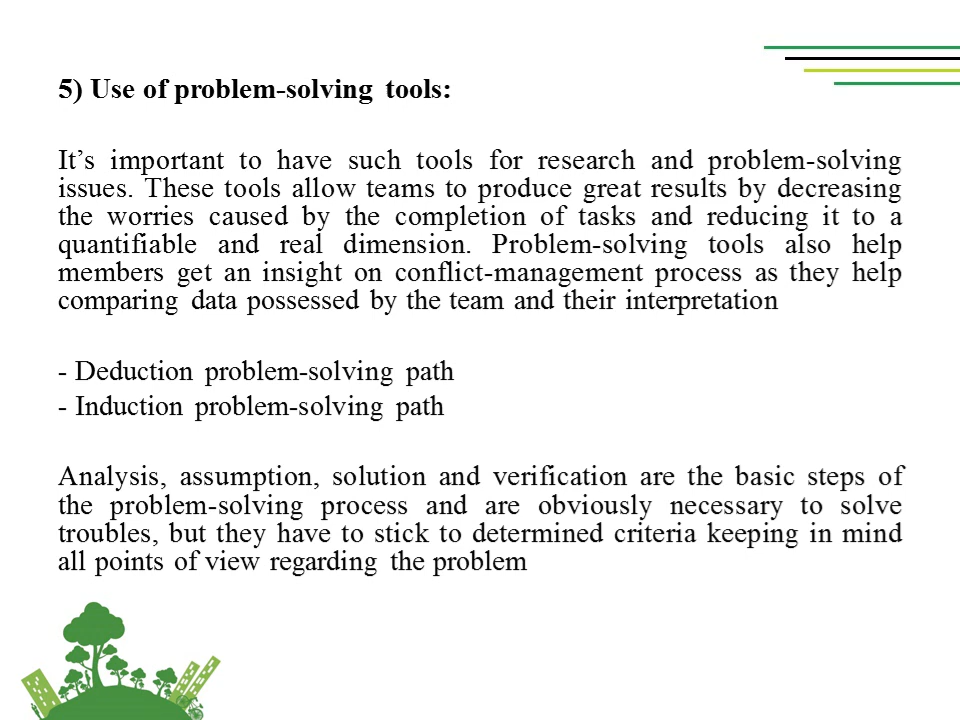 5) Use of problem-solving tools:
It’s important to have such tools for research and problem-solving
issues. These tools allow teams to produce great results by decreasing
the worries caused by the completion of tasks and reducing it to a
quantifiable and real dimension. Problem-solving tools also help
members get an insight on conflict-management process as they help
comparing data possessed by the team and their interpretation
- Deduction problem-solving path
- Induction problem-solving path
Analysis, assumption, solution and verification are the basic steps of
the problem-solving process and are obviously necessary to solve
troubles, but they have to stick to determined criteria keeping in mind
all points of view regarding the problem